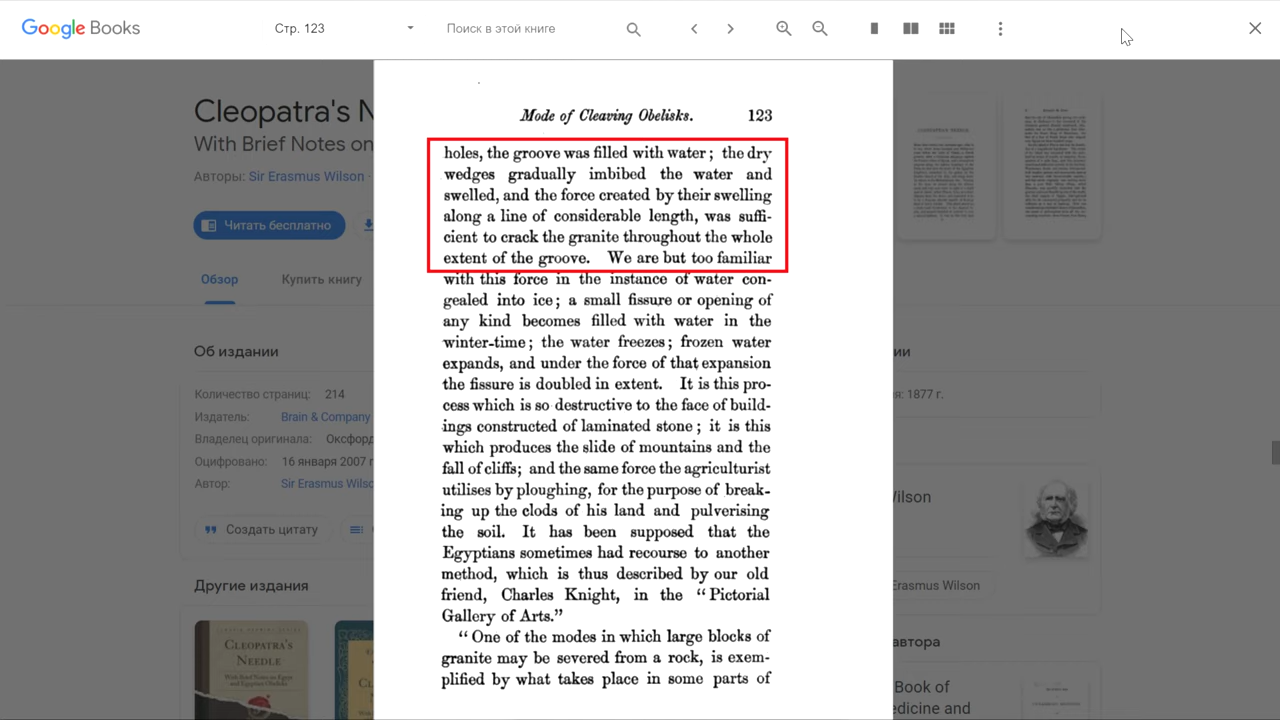 Google Books
Стр. 123
Поиск в этой книге
Cleopatra's N
With Brief Notes on
Авторы: Sir Erasmus Wilson
Читать бесплатно
Обзор
Купить книгу
Об издании
Количество страниц: 214
Издатель: Brain & Company
Владелец оригинала: Оксфорд
Оцифровано: 16 января 2007 г
Автор: Sir Erasmus Wilso
Создать цитату
Другие издания
CLEOPATRA'S
NEEDLE
Mode of Cleaving Obelisks. 123
holes, the groove was filled with water; the dry
wedges gradually imbibed the water and
swelled, and the force created by their swelling
along a line of considerable length, was suffi-
cient to crack the granite throughout the whole
extent of the groove. We are but too familiar
with this force in the instance of water con-
gealed into ice; a small fissure or opening of
any kind becomes filled with water in the
winter-time; the water freezes; frozen water
expands, and under the force of that expansion
the fissure is doubled in extent. It is this pro-
cess which is so destructive to the face of build-
ings constructed of laminated stone; it is this
which produces the slide of mountains and the
fall of cliffs; and the same force the agriculturist
utilises by ploughing, for the purpose of break-
ing up the clods of his land and pulverising
the soil. It has been supposed that the
Egyptians sometimes had recourse to another
method, which is thus described by our old
friend, Charles Knight, in the "Pictorial
Gallery of Arts."
"One of the modes in which large blocks of
granite may be severed from a rock, is exem-
plified by what takes place in some parts of
ии
я: 1877 г.
Wilson
Erasmus Wilson
автора
Book of
edicine and